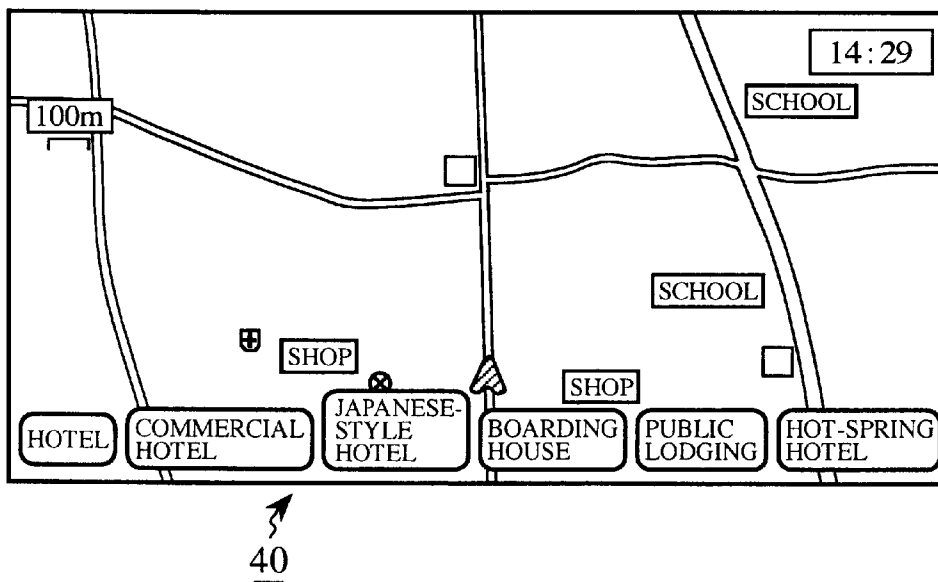 14:29
SCHOOL
100m
SCHOOL
SHOP
SHOP
HOTEL
COMMERCIAL
HOTEL
JAPANESE-
STYLE
HOTEL
BOARDING
HOUSE
PUBLIC
LODGING
HOT-SPRING
HOTEL
40